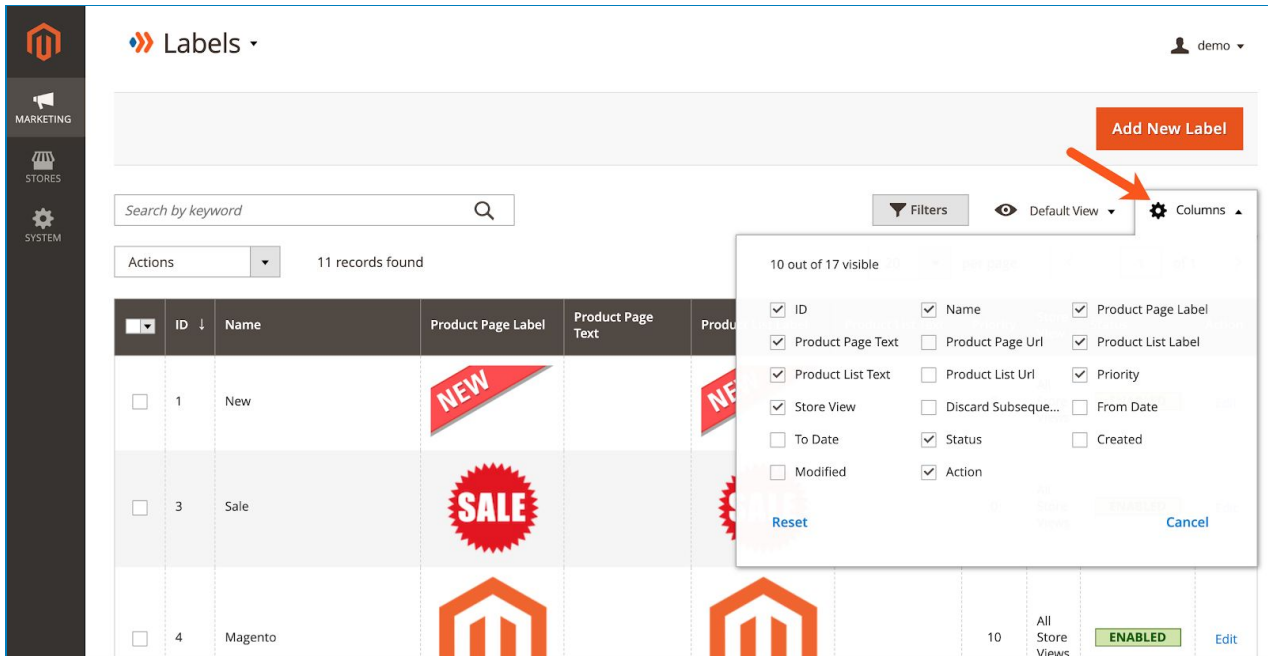 Labels
demo
MARKETING
Add New Label
STORES
Search by keyword
Filters
Default View
Columns
SYSTEM
Actions
11 records found
10 out of 17 visible
ID
Name
Product Page Label
Product Page Text
Product Page Url
Product List Label
Product List Text
Product List Url
Priority
Store View
Discard Subseque...
From Date
To Date
Status
Created
Modified
Action
Reset
Cancel
ID ↓
Name
Product Page Label
Product Page
Text
Produ
1
New
NEW
NE
3
Sale
SALE
4
Magento
10
All
Store
Views
ENABLED
Edit